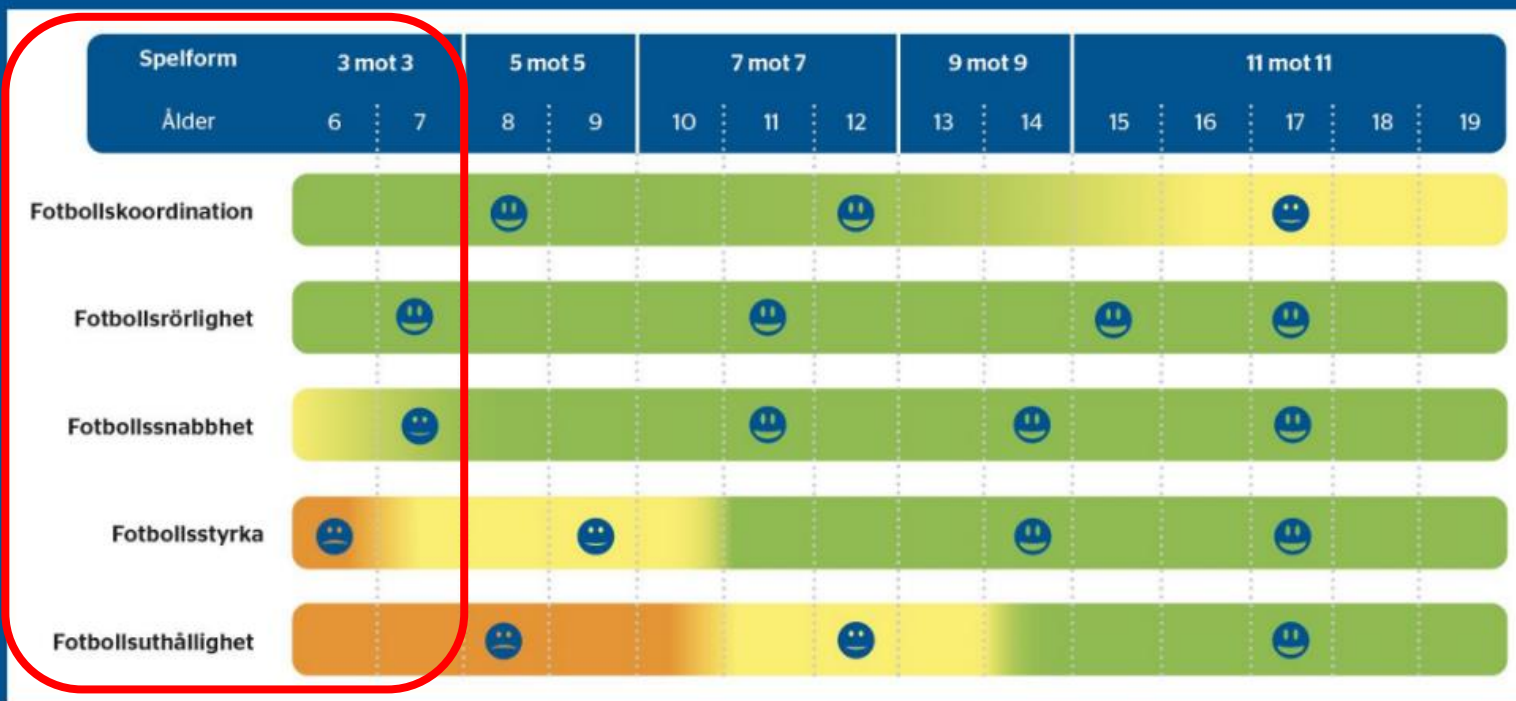 Spelform 3 mot 3 5 mot 5 7 mot 7 9 mot 9 11 mot 11
Ålder 6 7 8 9 10 11 12 13 14 15 16 17 18 19
Fotbollskoordination
Fotbollsrörlighet
Fotbollssnabbhet
Fotbollsstyrka
Fotbollsuthållighet